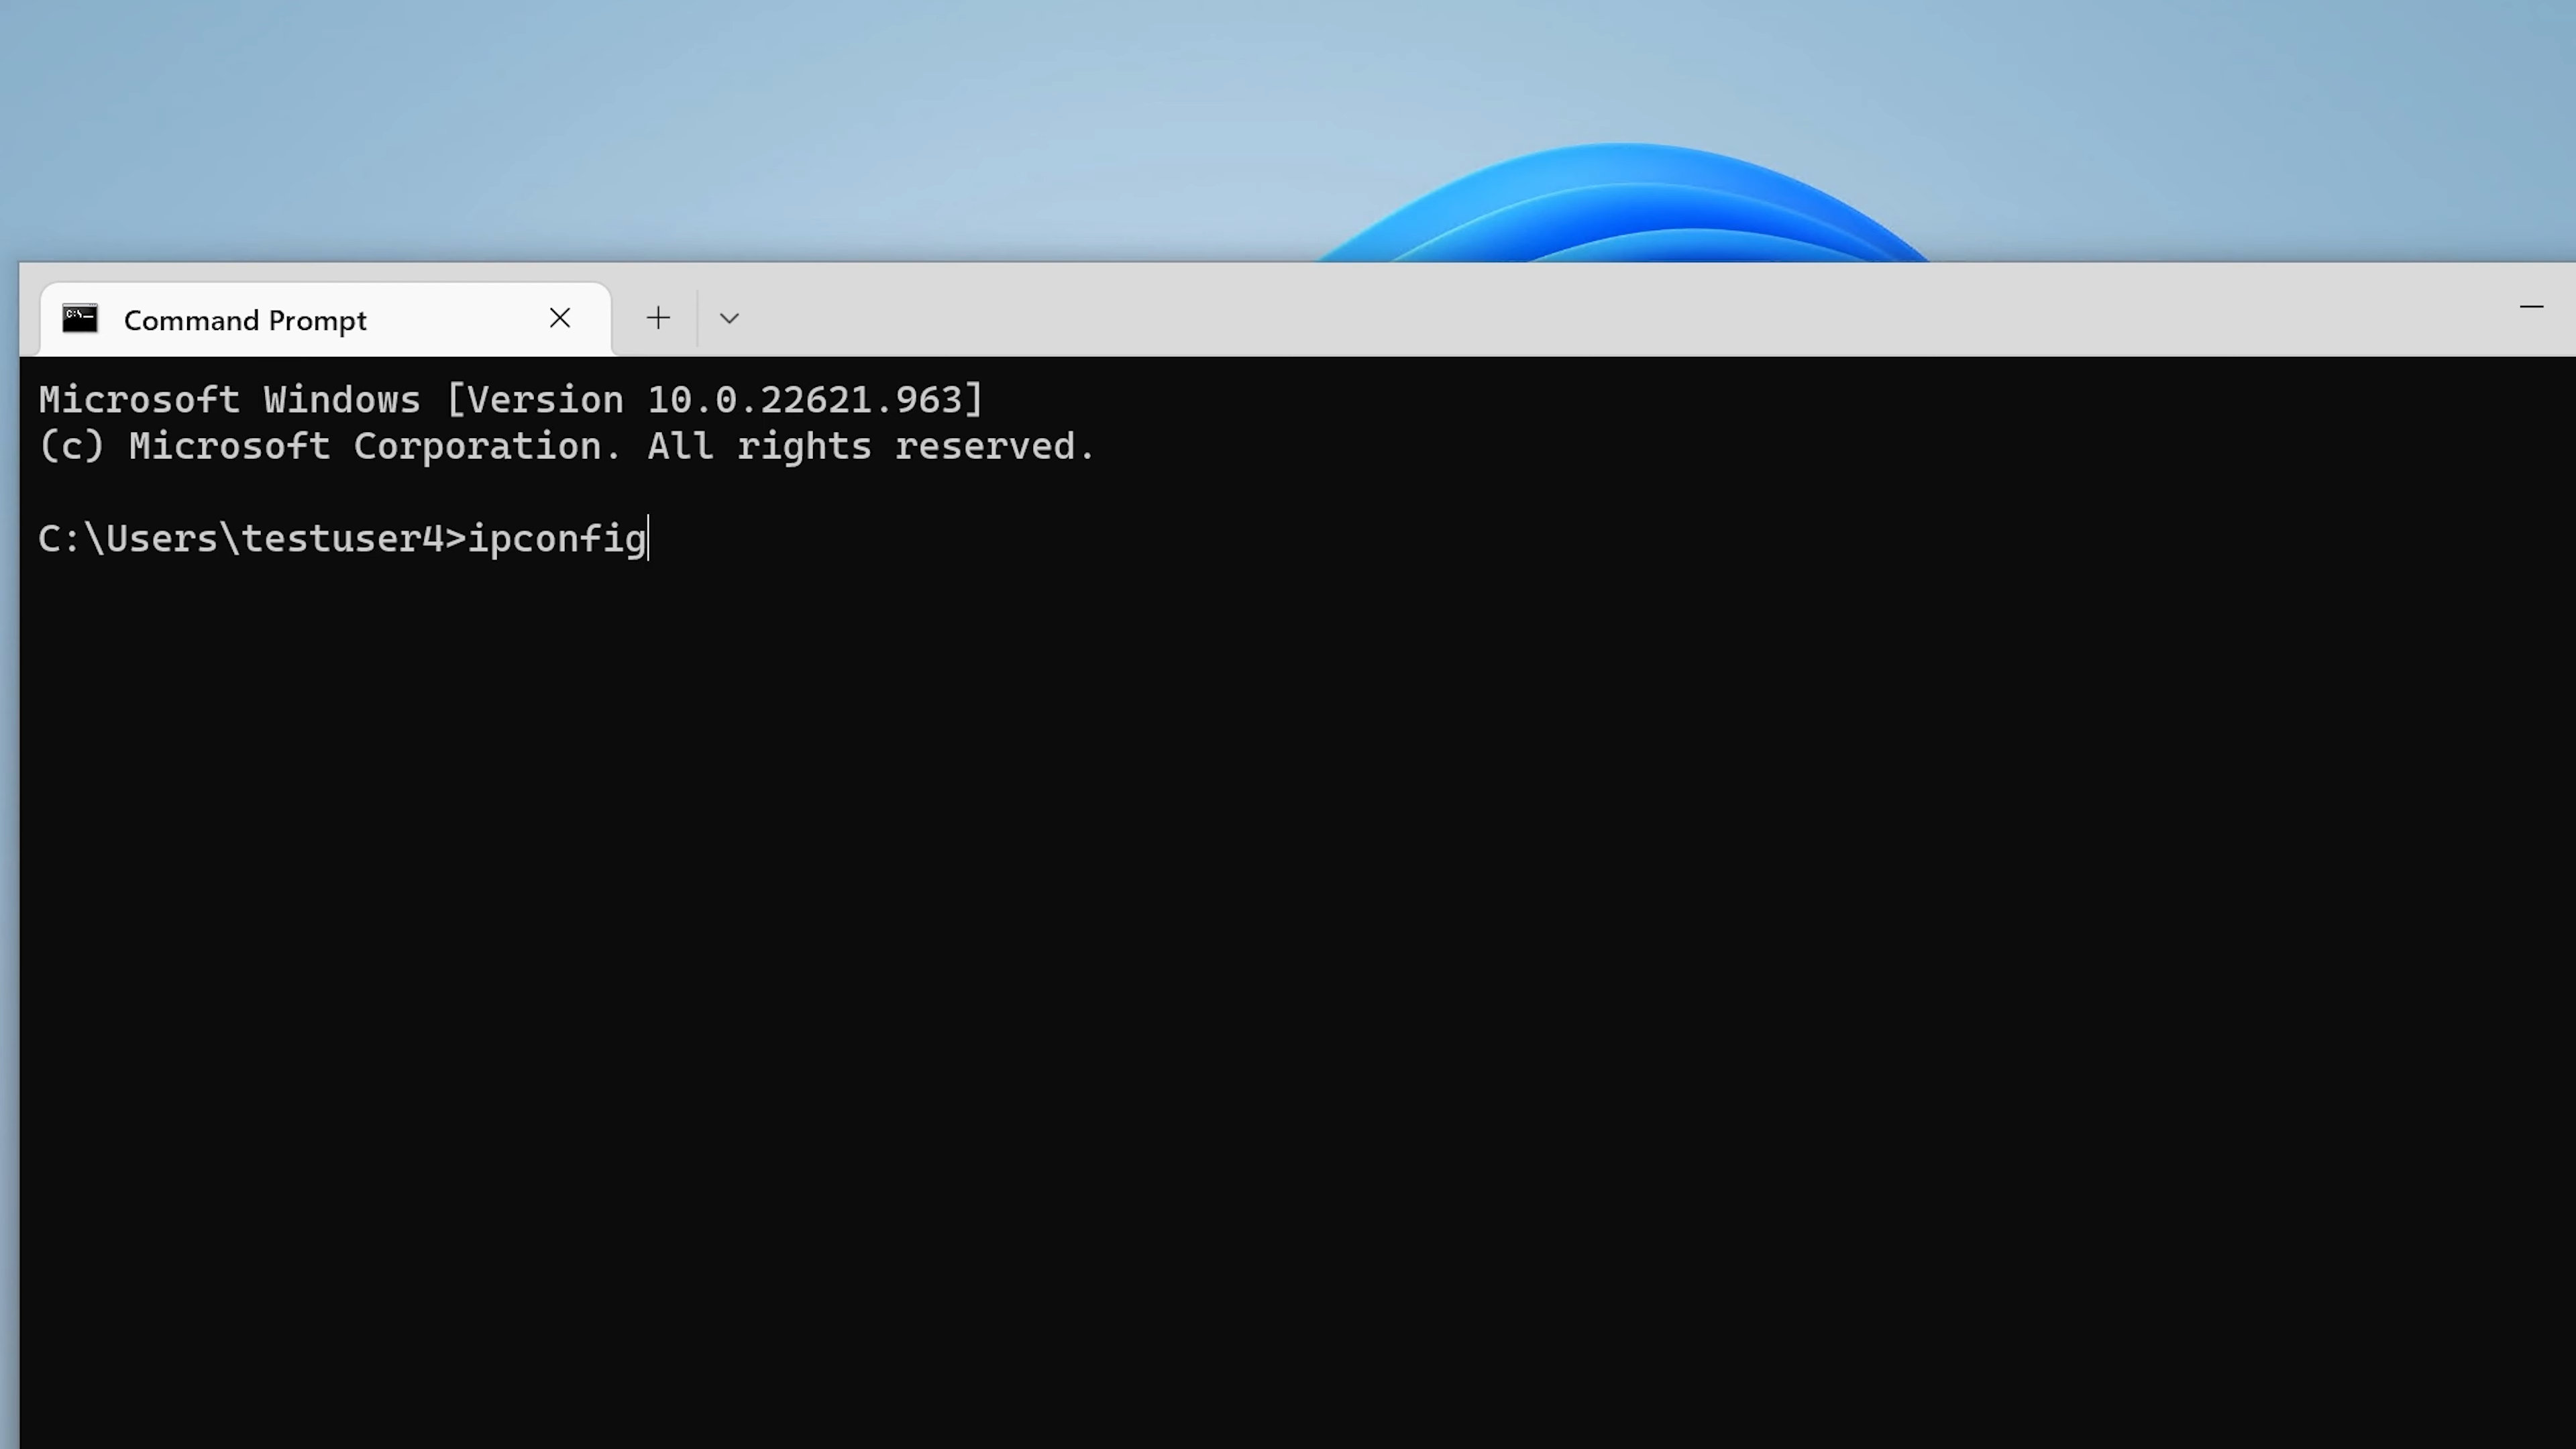 Command Prompt
Microsoft Windows [Version 10.0.22621.963]
(c) Microsoft Corporation. All rights reserved.
C:\Users\testuser4>ipconfig